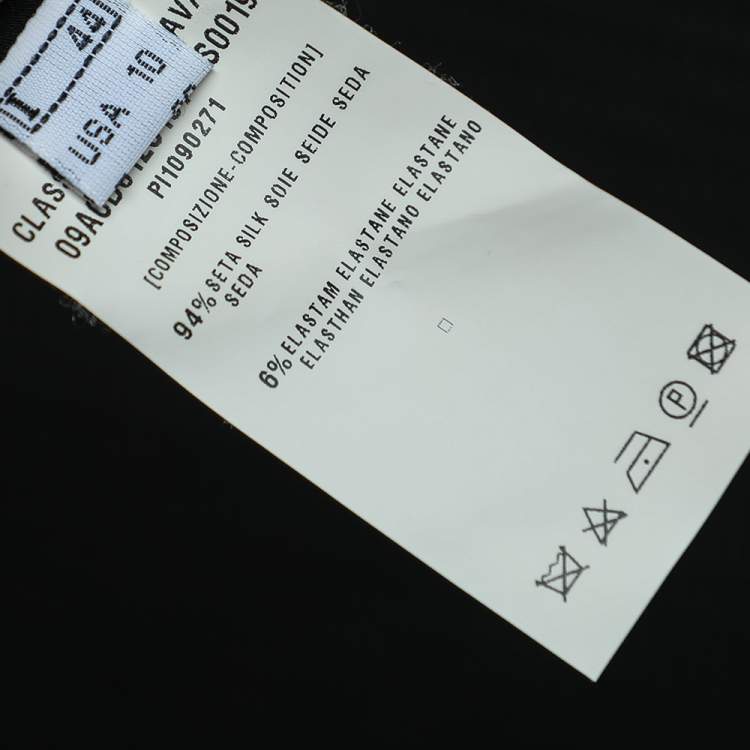 I 44
USA 10
CLAS
PI1090271
[COMPOSIZIONE-COMPOSITION]
94% SETA SILK SOIE SEIDE SEDA
SEDA
6% ELASTAM ELASTANE ELASTANE
ELASTHAN ELASTANO ELASTANO
P